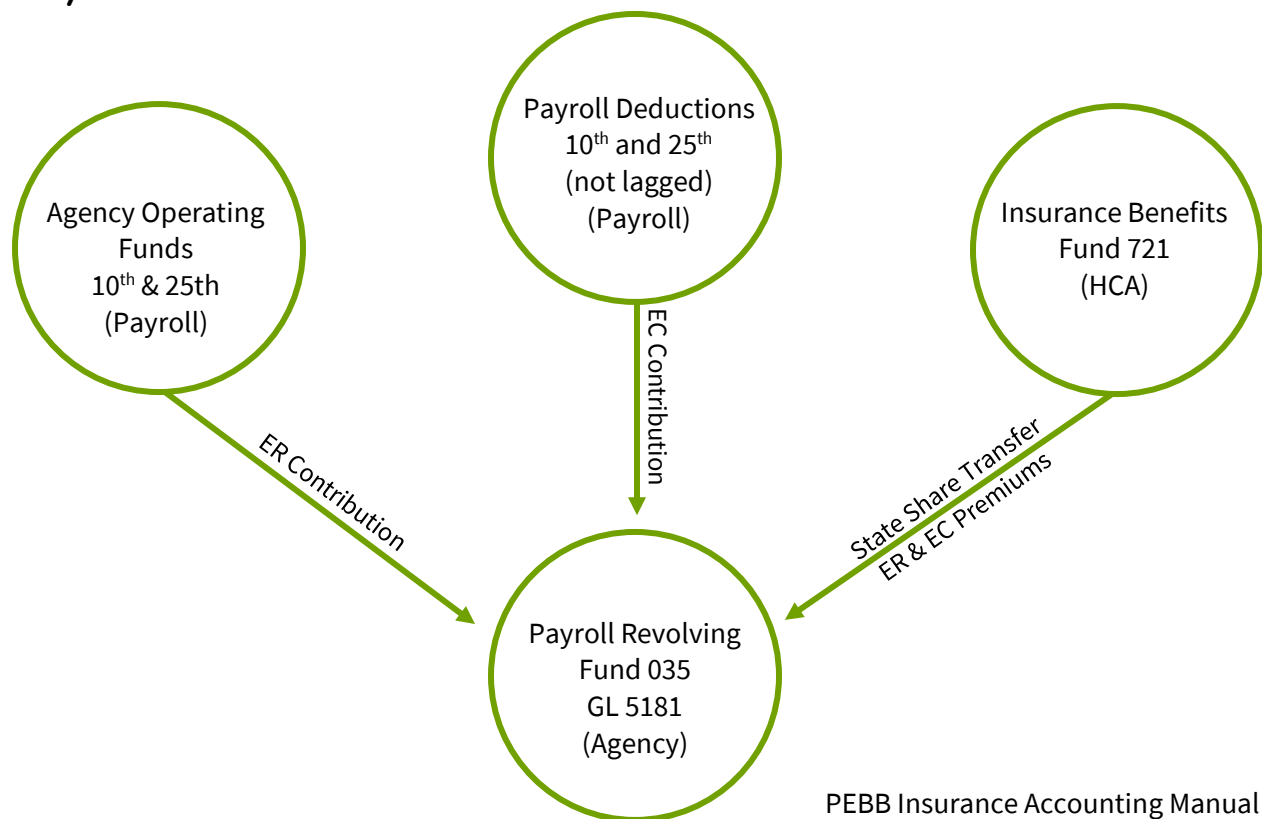 Agency Operating
Funds
10th & 25th
(Payroll)
Payroll Deductions
10th and 25th
(not lagged)
(Payroll)
Insurance Benefits
Fund 721
(HCA)
ER Contribution
EC Contribution
State Share Transfer
ER & EC Premiums
Payroll Revolving
Fund 035
GL 5181
(Agency)
PEBB Insurance Accounting Manual